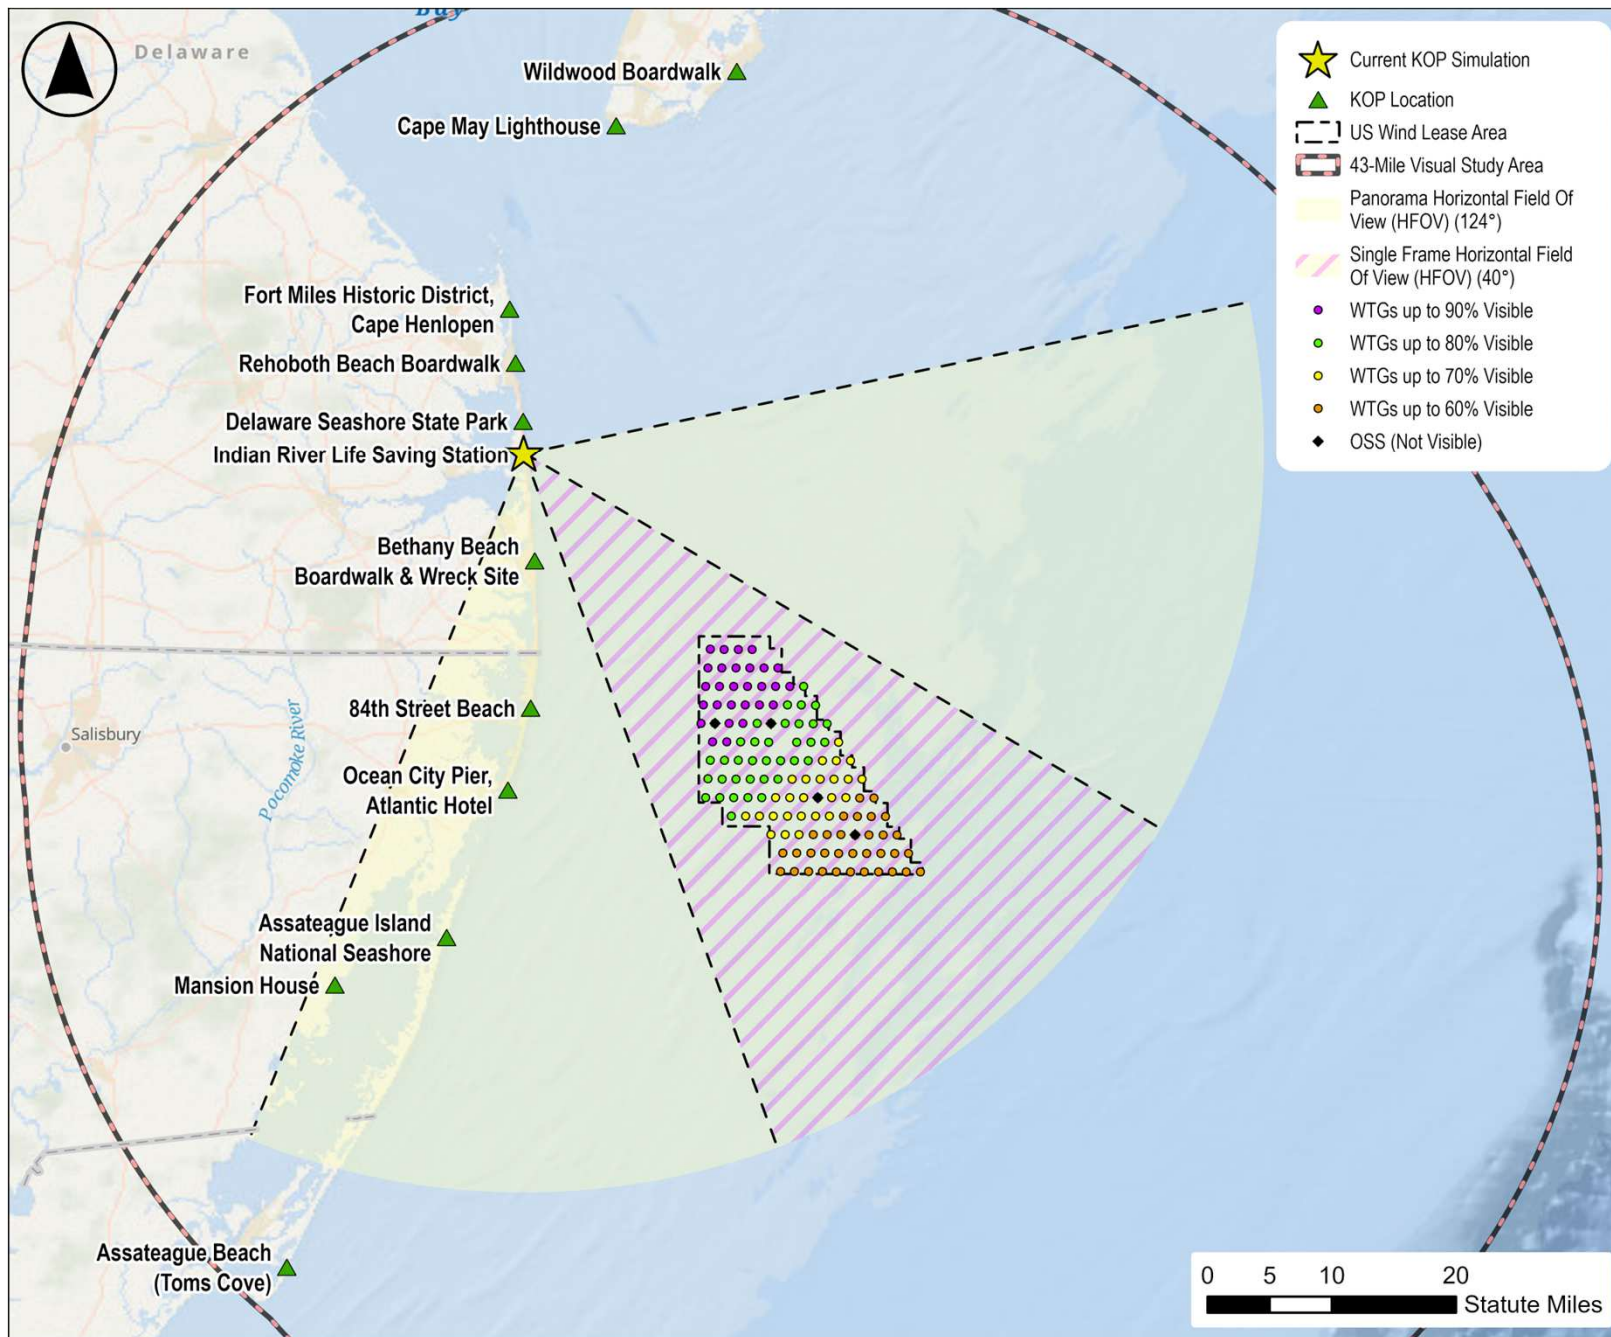 Bay
Delaware
Wildwood Boardwalk
Cape May Lighthouse
Fort Miles Historic District,
Cape Henlopen
Rehoboth Beach Boardwalk
Delaware Seashore State Park
Indian River Life Saving Station
Bethany Beach
Boardwalk & Wreck Site
84th Street Beach
Salisbury
Pocomoke River
Ocean City Pier,
Atlantic Hotel
Assateague Island
National Seashore
Mansion House
Assateague Beach
(Toms Cove)
Current KOP Simulation
KOP Location
US Wind Lease Area
43-Mile Visual Study Area
Panorama Horizontal Field Of
View (HFOV) (124°)
Single Frame Horizontal Field
Of View (HFOV) (40°)
WTGs up to 90% Visible
WTGs up to 80% Visible
WTGs up to 70% Visible
WTGs up to 60% Visible
OSS (Not Visible)
0 5 10 20
Statute Miles